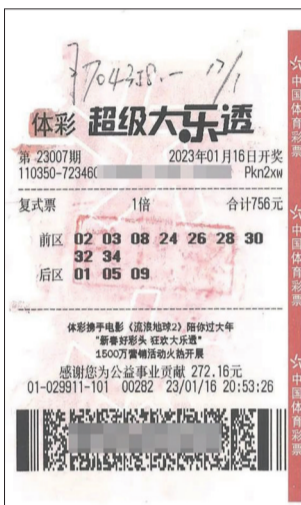 7704358.- 17/1
体彩 超级大乐透
第 23007期 2023年01月16日开奖
110350-72346 Pkn2xw
复式票 1倍 合计756元
前区 02 03 08 24 26 28 30
32 34
后区 01 05 09
体彩携手电影《流浪地球2》陪你过大年
"新春好彩头 狂欢大乐透"
1500万营销活动火热开展
感谢您为公益事业贡献 272.16元
01-029911-101 00282 23/01/16 20:53:26
中国体育彩票
中国体育彩票
中国体育彩票